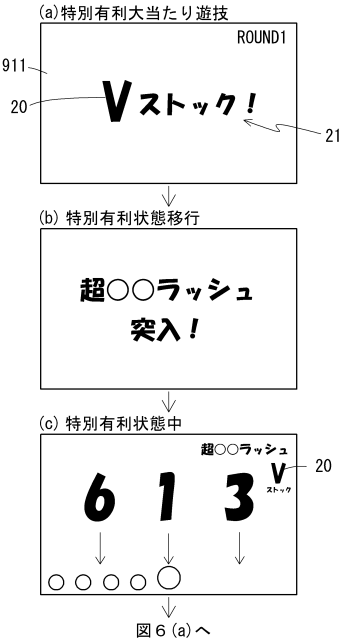 (a)特別有利大当たり遊技
ROUND1
911
20
Vストック!
21
(b) 特別有利状態移行
超○○ラッシュ
突入!
(c) 特別有利状態中
超○○ラッシュ
V
ストック
20
6 1 3
図6(a)へ